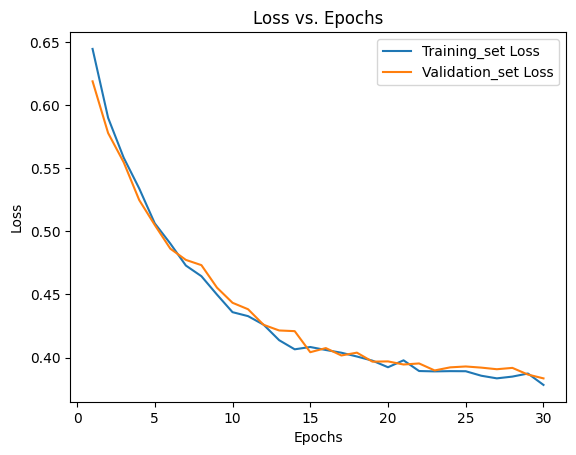 Loss vs. Epochs
Training_set Loss
Validation_set Loss
0.65
0.60
0.55
0.50
0.45
0.40
Loss
0
5
10
15
20
25
30
Epochs